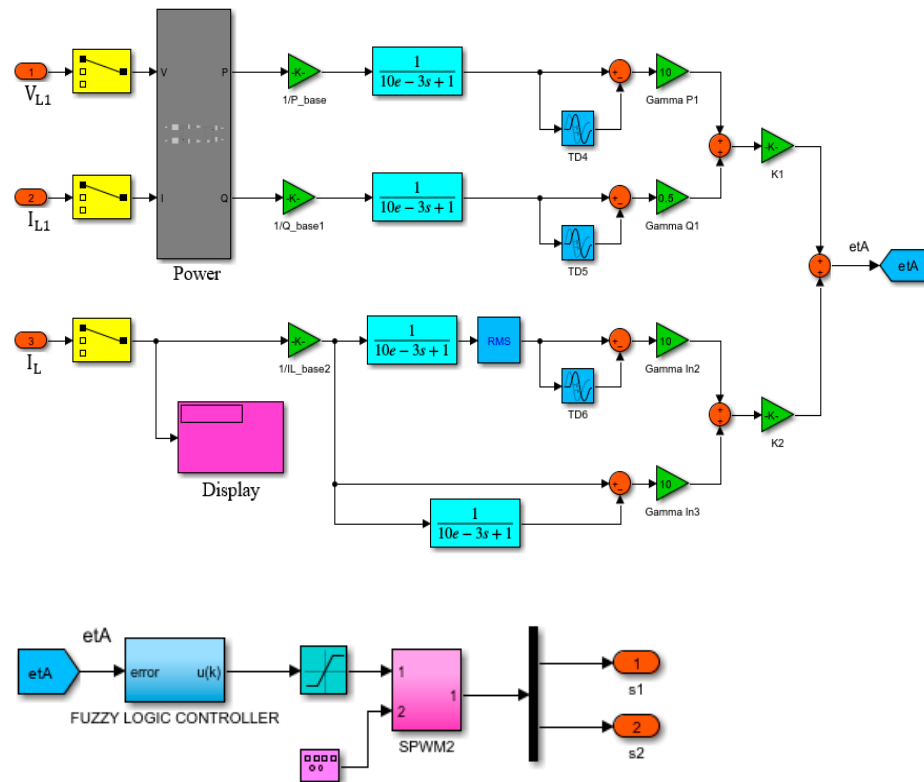 1
V_L1
V
P
-K-
1/P_base
1
10e - 3s + 1
+
−
10
Gamma P1
TD4
+
+
-K-
K1
2
I_L1
I
Q
Power
-K-
1/Q_base1
1
10e - 3s + 1
+
−
0.5
Gamma Q1
TD5
+
+
etA
etA
3
I_L
-K-
1/IL_base2
1
10e - 3s + 1
RMS
+
−
10
Gamma In2
TD6
+
+
-K-
K2
Display
+
−
10
Gamma In3
1
10e - 3s + 1
etA
etA
error
u(k)
FUZZY LOGIC CONTROLLER
1
2
1
SPWM2
1
s1
2
s2